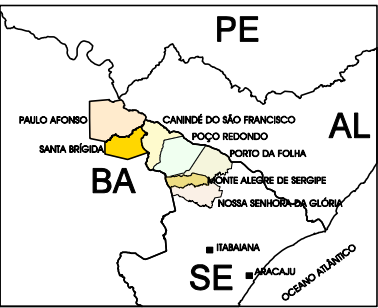 PE
PAULO AFONSO
CANINDÉ DO SÃO FRANCISCO
AL
POÇO REDONDO
SANTA BRÍGIDA
PORTO DA FOLHA
BA
MONTE ALEGRE DE SERGIPE
NOSSA SENHORA DA GLÓRIA
ITABAIANA
SE
ARACAJU
OCEANO ATLÂNTICO